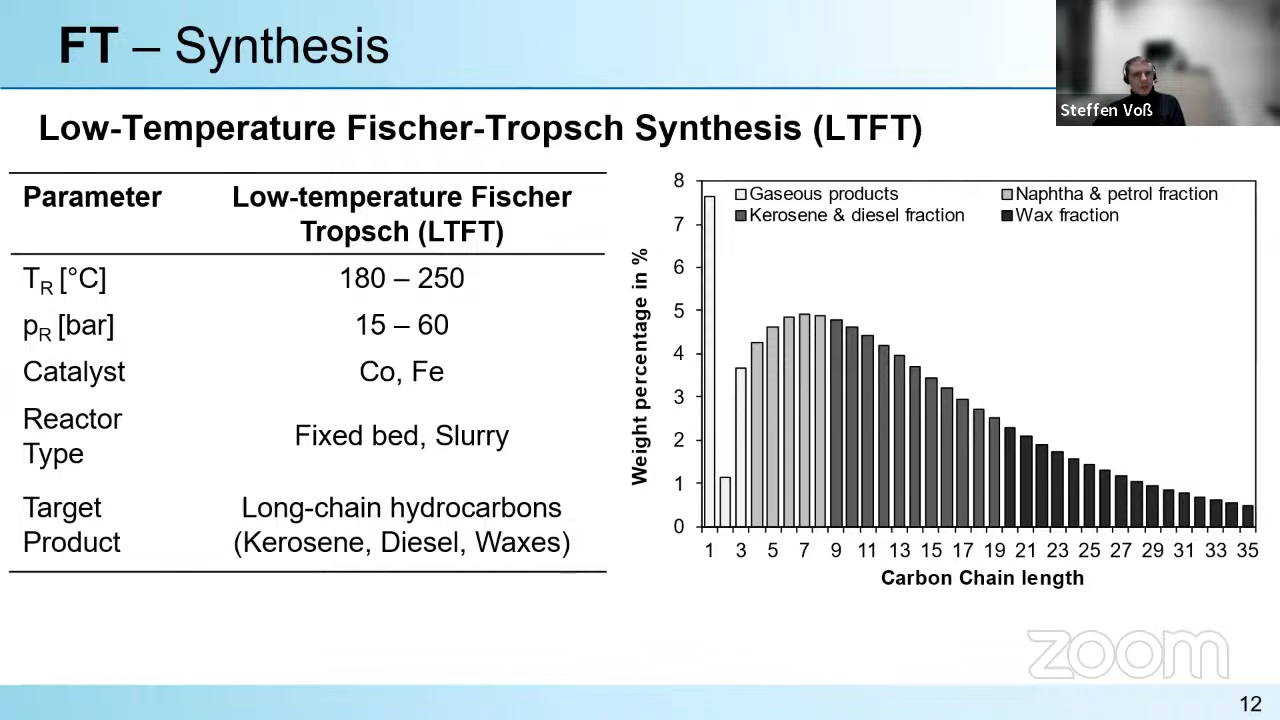 FT – Synthesis
Steffen Voß
Low-Temperature Fischer-Tropsch Synthesis (LTFT)
Parameter
Low-temperature Fischer
Tropsch (LTFT)
TR [°C]
180 – 250
pR [bar]
15 – 60
Catalyst
Co, Fe
Reactor
Type
Fixed bed, Slurry
Target
Product
Long-chain hydrocarbons
(Kerosene, Diesel, Waxes)
Gaseous products
Naphtha & petrol fraction
Kerosene & diesel fraction
Wax fraction
Weight percentage in %
8
7
6
5
4
3
2
1
0
1 3 5 7 9 11 13 15 17 19 21 23 25 27 29 31 33 35
Carbon Chain length
zoom
12